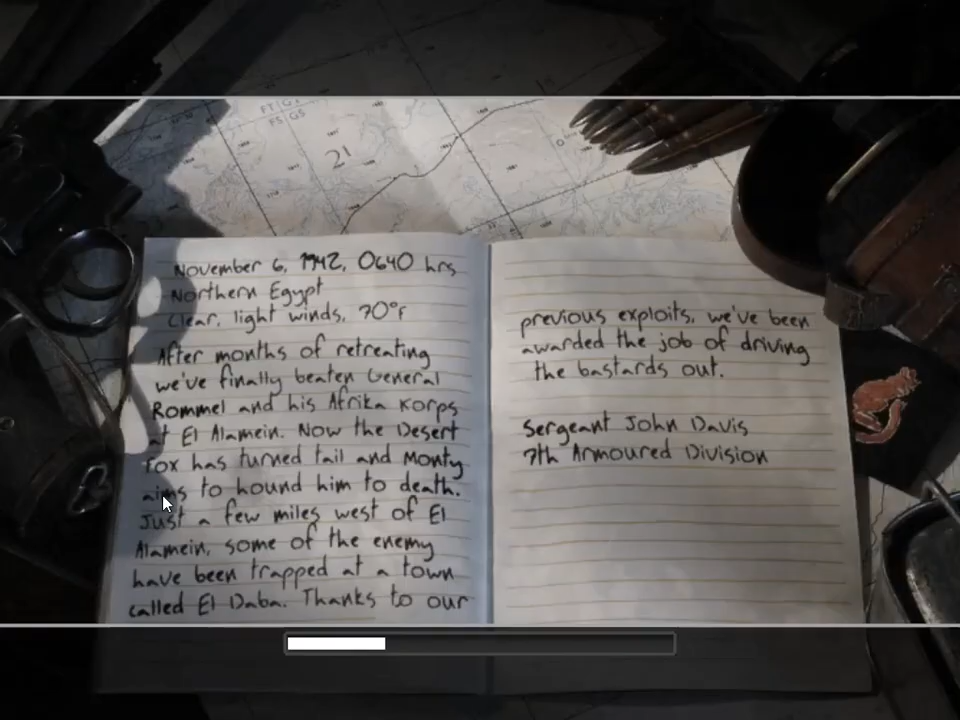 November 6, 1942, 0640 hrs
Northern Egypt
Clear, light winds, 70°F
After months of retreating
we've finally beaten General
Rommel and his Afrika Korps
at El Alamein. Now the Desert
Fox has turned tail and Monty
aims to hound him to death.
Just a few miles west of El
Alamein, some of the enemy
have been trapped at a town
called El Daba. Thanks to our
previous exploits, we've been
awarded the job of driving
the bastards out.
Sergeant John Davis
7th Armoured Division
21